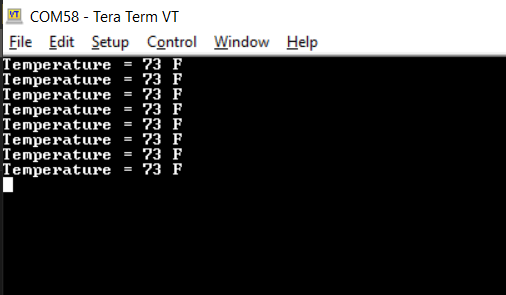 COM58 - Tera Term VT
File Edit Setup Control Window Help
Temperature = 73 F
Temperature = 73 F
Temperature = 73 F
Temperature = 73 F
Temperature = 73 F
Temperature = 73 F
Temperature = 73 F
Temperature = 73 F